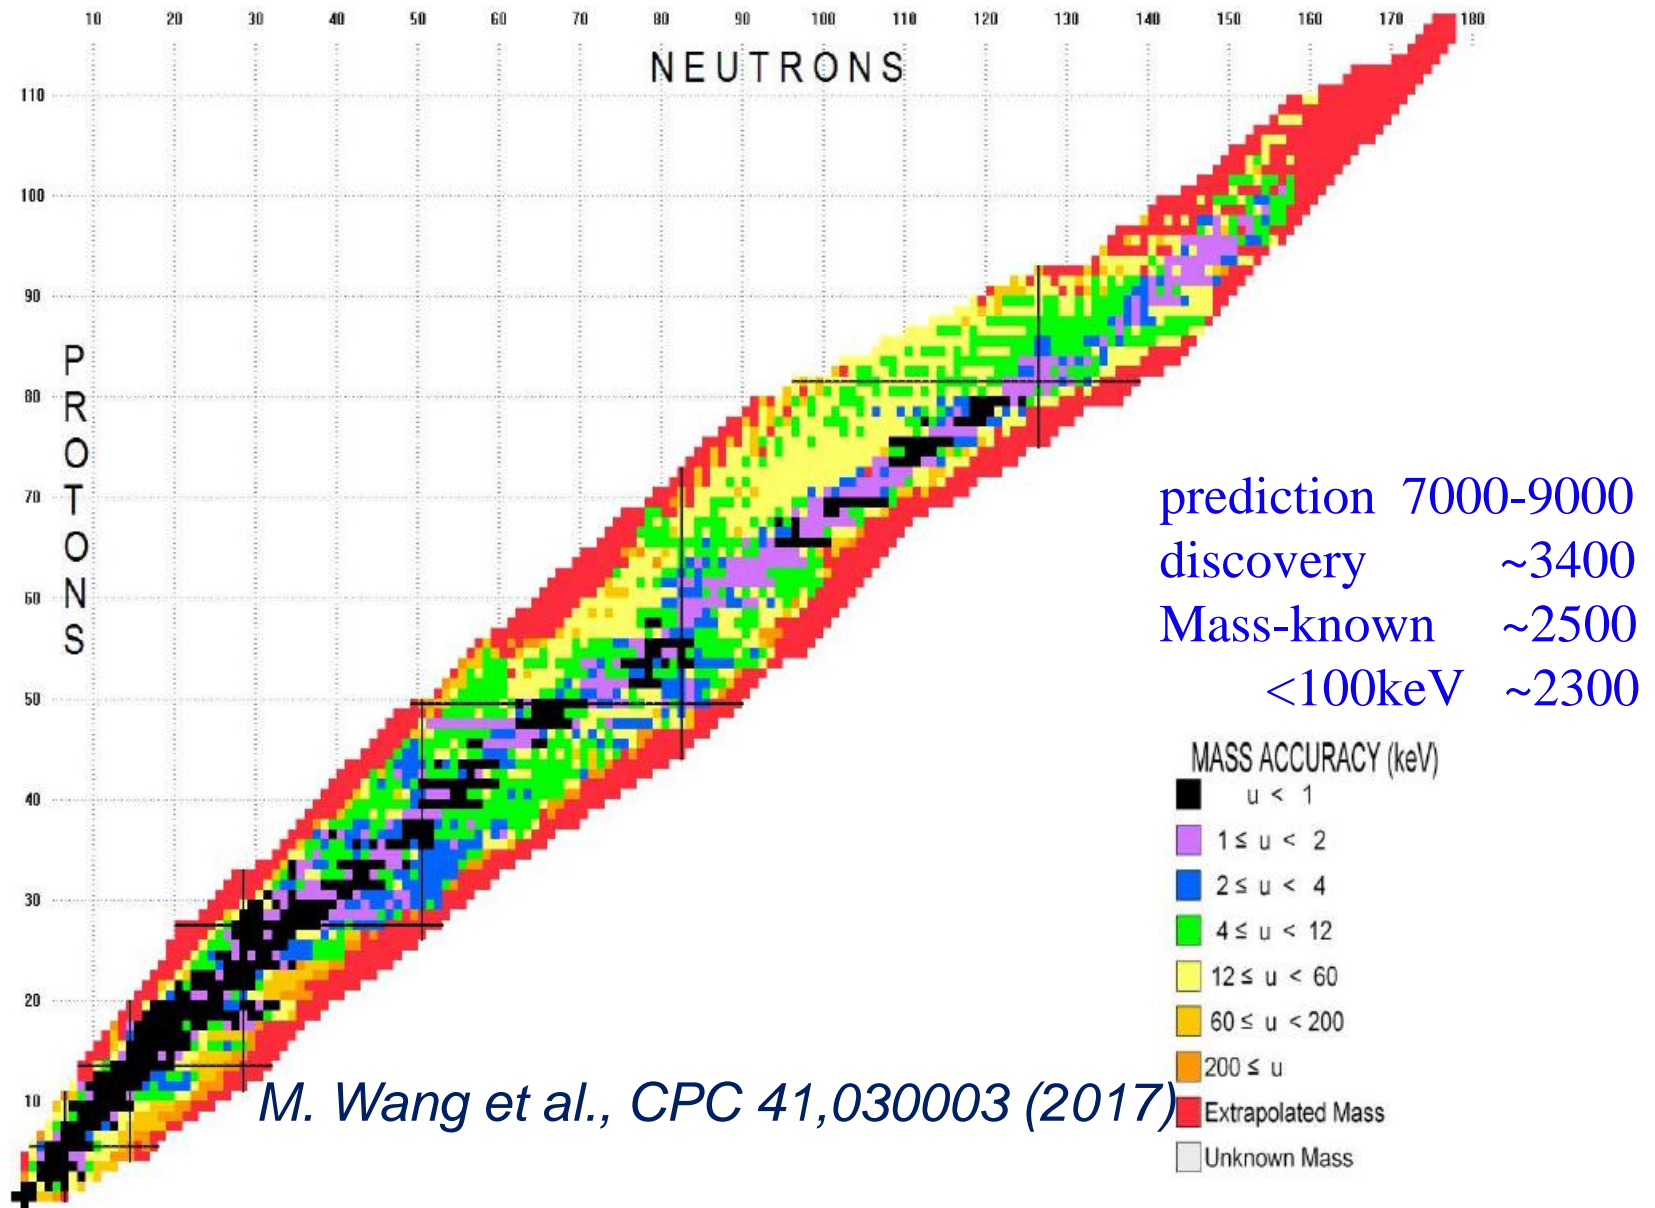 10 20 30 40 50 60 70 80 90 100 110 120 130 140 150 160 170 180
NEUTRONS
110
100
90
80
70
60
50
40
30
20
10
PROTONS
prediction 7000-9000
discovery ~3400
Mass-known ~2500
<100keV ~2300
MASS ACCURACY (keV)
u < 1
1 ≤ u < 2
2 ≤ u < 4
4 ≤ u < 12
12 ≤ u < 60
60 ≤ u < 200
200 ≤ u
Extrapolated Mass
Unknown Mass
M. Wang et al., CPC 41,030003 (2017)